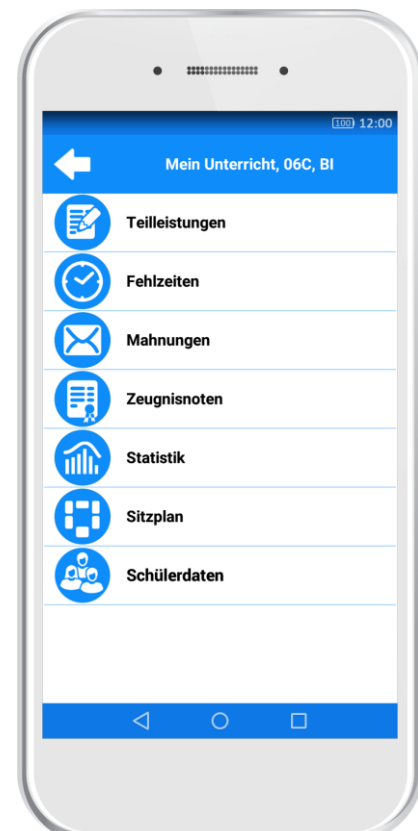 100 12:00
Mein Unterricht, 06C, BI
Teilleistungen
Fehlzeiten
Mahnungen
Zeugnisnoten
Statistik
Sitzplan
Schülerdaten